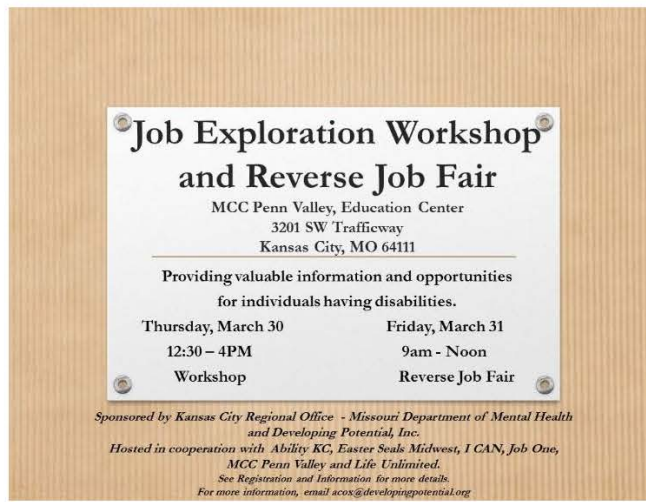 Job Exploration Workshop
and Reverse Job Fair
MCC Penn Valley, Education Center
3201 SW Trafficway
Kansas City, MO 64111
Providing valuable information and opportunities
for individuals having disabilities.
Thursday, March 30 Friday, March 31
12:30 – 4PM 9am - Noon
Workshop Reverse Job Fair
Sponsored by Kansas City Regional Office - Missouri Department of Mental Health
and Developing Potential, Inc.
Hosted in cooperation with Ability KC, Easter Seals Midwest, I CAN, Job One,
MCC Penn Valley and Life Unlimited.
See Registration and Information for more details.
For more information, email acox@developingpotential.org